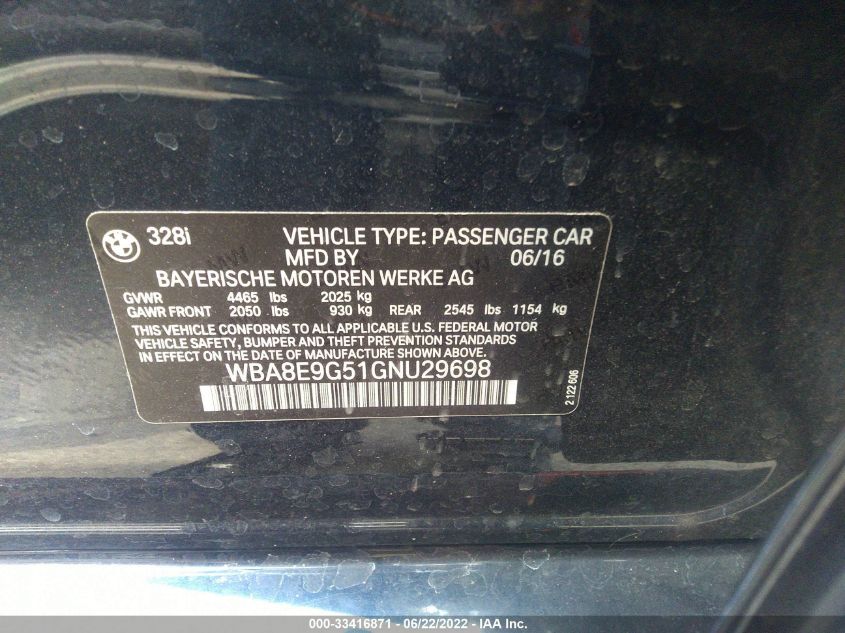 328i VEHICLE TYPE: PASSENGER CAR
MFD BY 06/16
BAYERISCHE MOTOREN WERKE AG
GVWR 4465 lbs 2025 kg
GAWR FRONT 2050 lbs 930 kg REAR 2545 lbs 1154 kg
THIS VEHICLE CONFORMS TO ALL APPLICABLE U.S. FEDERAL MOTOR
VEHICLE SAFETY, BUMPER AND THEFT PREVENTION STANDARDS
IN EFFECT ON THE DATE OF MANUFACTURE SHOWN ABOVE.
WBA8E9G51GNU29698
2 122 606
000-33416871 - 06/22/2022 - IAA Inc.